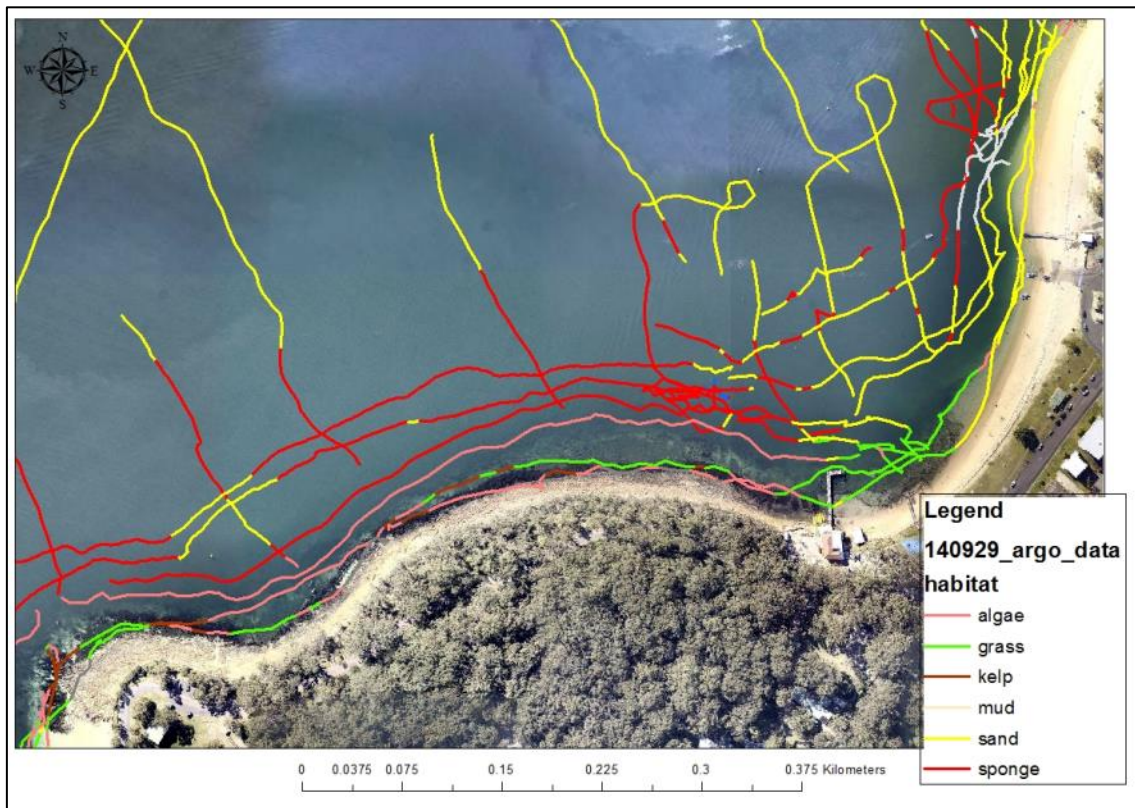 N
W E
S
Legend
140929_argo_data
habitat
algae
grass
kelp
mud
sand
sponge
0 0.0375 0.075 0.15 0.225 0.3 0.375 Kilometers